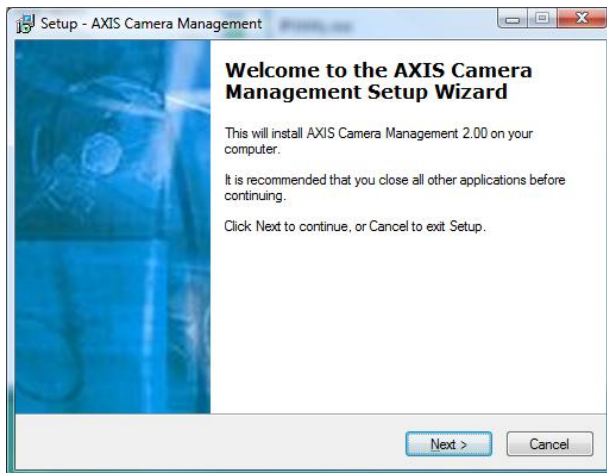 Setup - AXIS Camera Management
Welcome to the AXIS Camera
Management Setup Wizard
This will install AXIS Camera Management 2.00 on your
computer.
It is recommended that you close all other applications before
continuing.
Click Next to continue, or Cancel to exit Setup.
Next >
Cancel